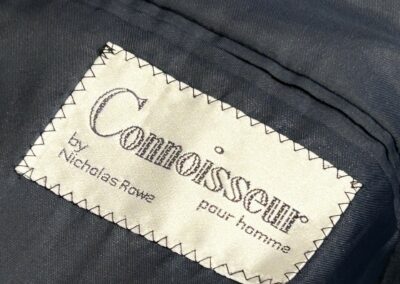 Connoisseur
by
Nicholas Rowe
pour homme